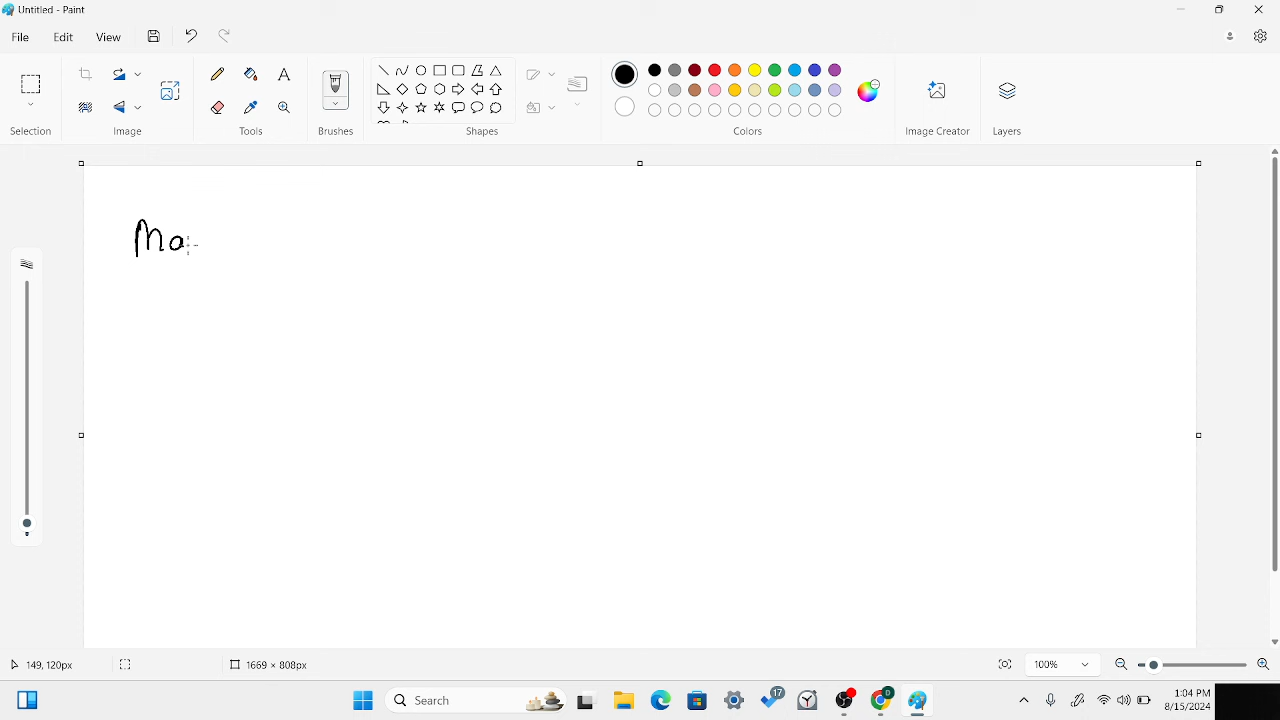 Untitled - Paint
File Edit View
Selection Image Tools Brushes Shapes Colors Image Creator Layers
Ma
149, 120px 1669 × 808px 100%
Search 17 D 1:04 PM
8/15/2024